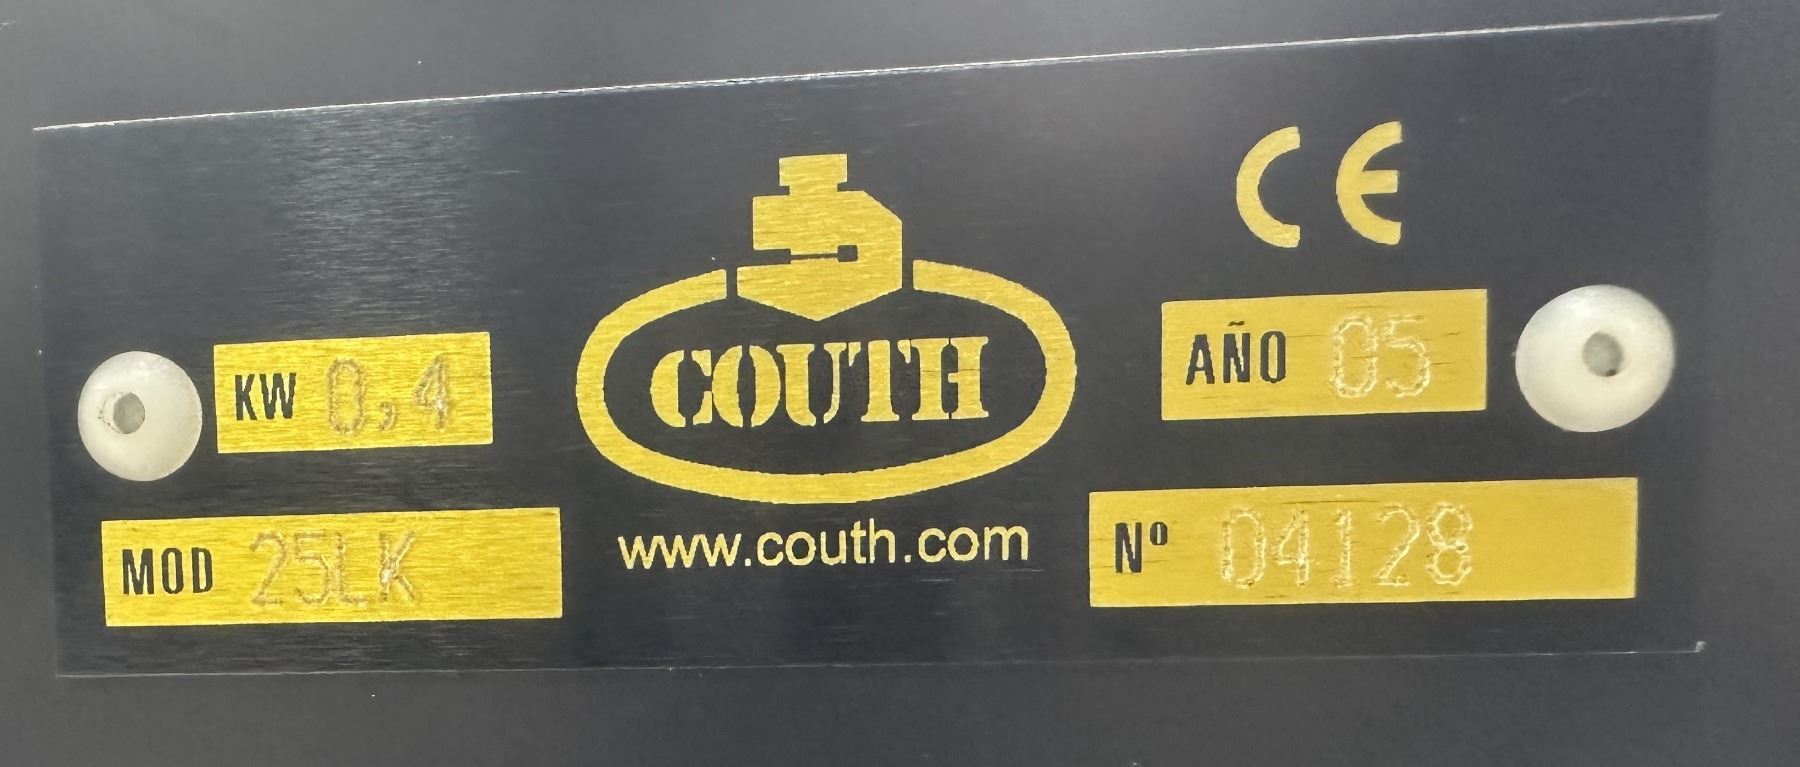 CE
KW 0,4
COUTH
AÑO 05
MOD 25LK
www.couth.com
Nº 04128